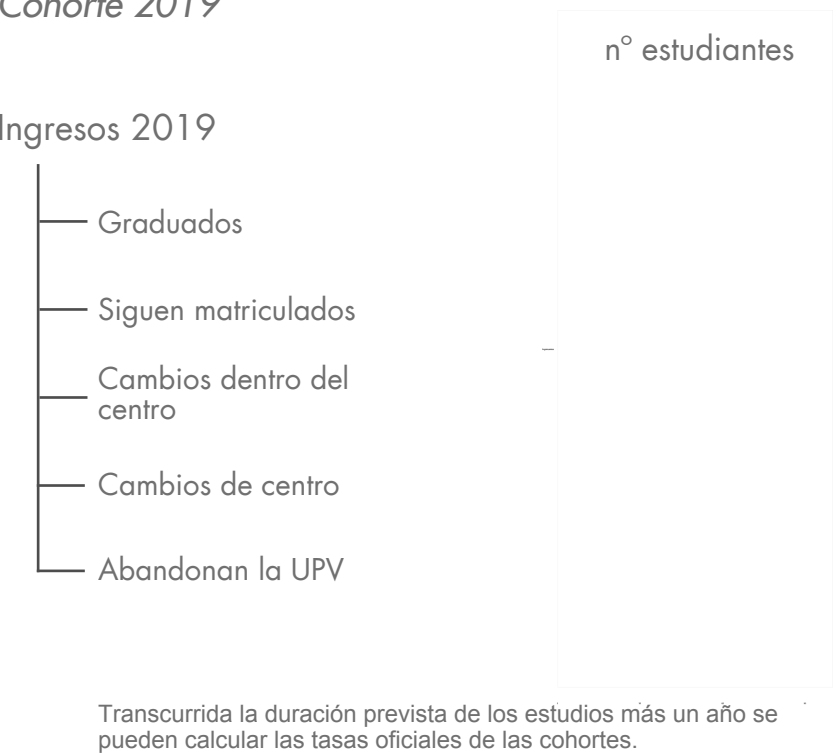 Cohorte 2019
nº estudiantes
Ingresos 2019
Graduados
Siguen matriculados
Cambios dentro del
centro
Cambios de centro
Abandonan la UPV
Transcurrida la duración prevista de los estudios más un año se
pueden calcular las tasas oficiales de las cohortes.